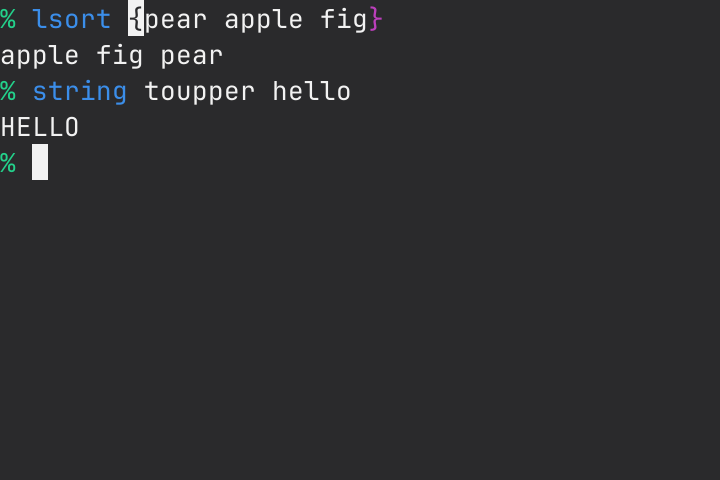 % lsort {pear apple fig}
apple fig pear
% string toupper hello
HELLO
%